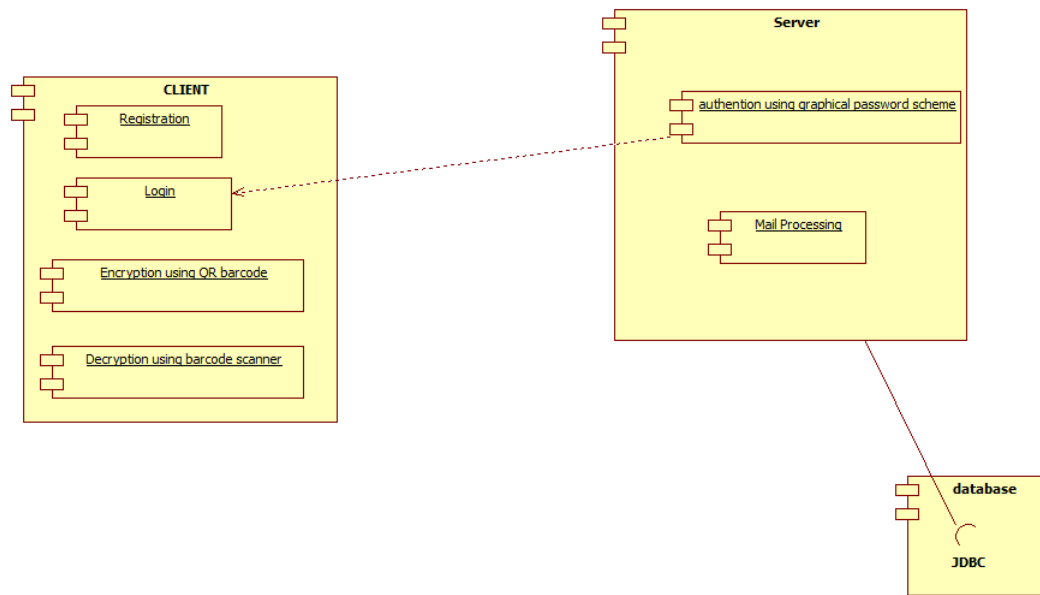 CLIENT
Registration
Login
Encryption using QR barcode
Decryption using barcode scanner
Server
authention using graphical password scheme
Mail Processing
database
JDBC